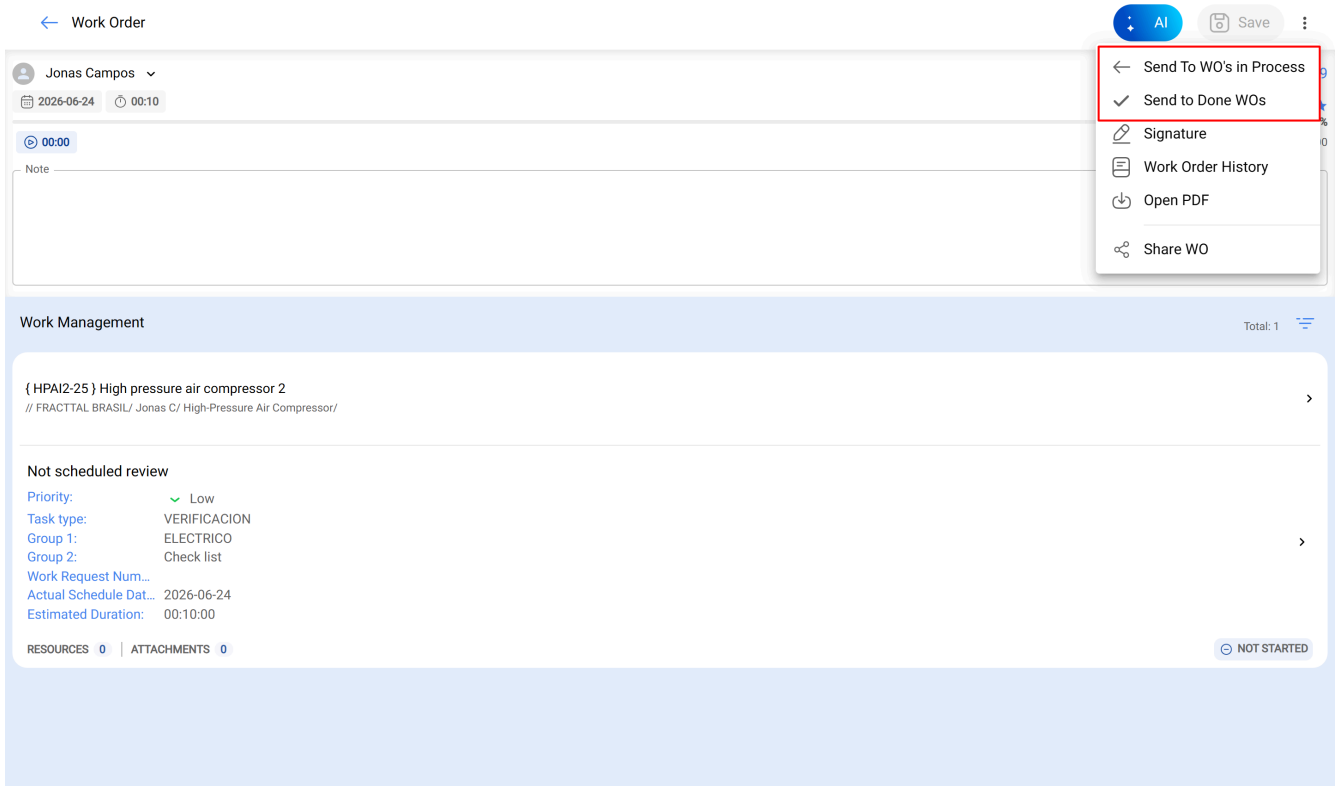 Work Order
AI
Save
Jonas Campos
2026-06-24
00:10
00:00
Note
Send To WO's in Process
Send to Done WOs
Signature
Work Order History
Open PDF
Share WO
9
%
Work Management
Total: 1
{ HPAI2-25 } High pressure air compressor 2
// FRACTTAL BRASIL/ Jonas C/ High-Pressure Air Compressor/
Not scheduled review
Priority: Low
Task type: VERIFICACION
Group 1: ELECTRICO
Group 2: Check list
Work Request Num...
Actual Schedule Dat... 2026-06-24
Estimated Duration: 00:10:00
RESOURCES 0 | ATTACHMENTS 0
NOT STARTED